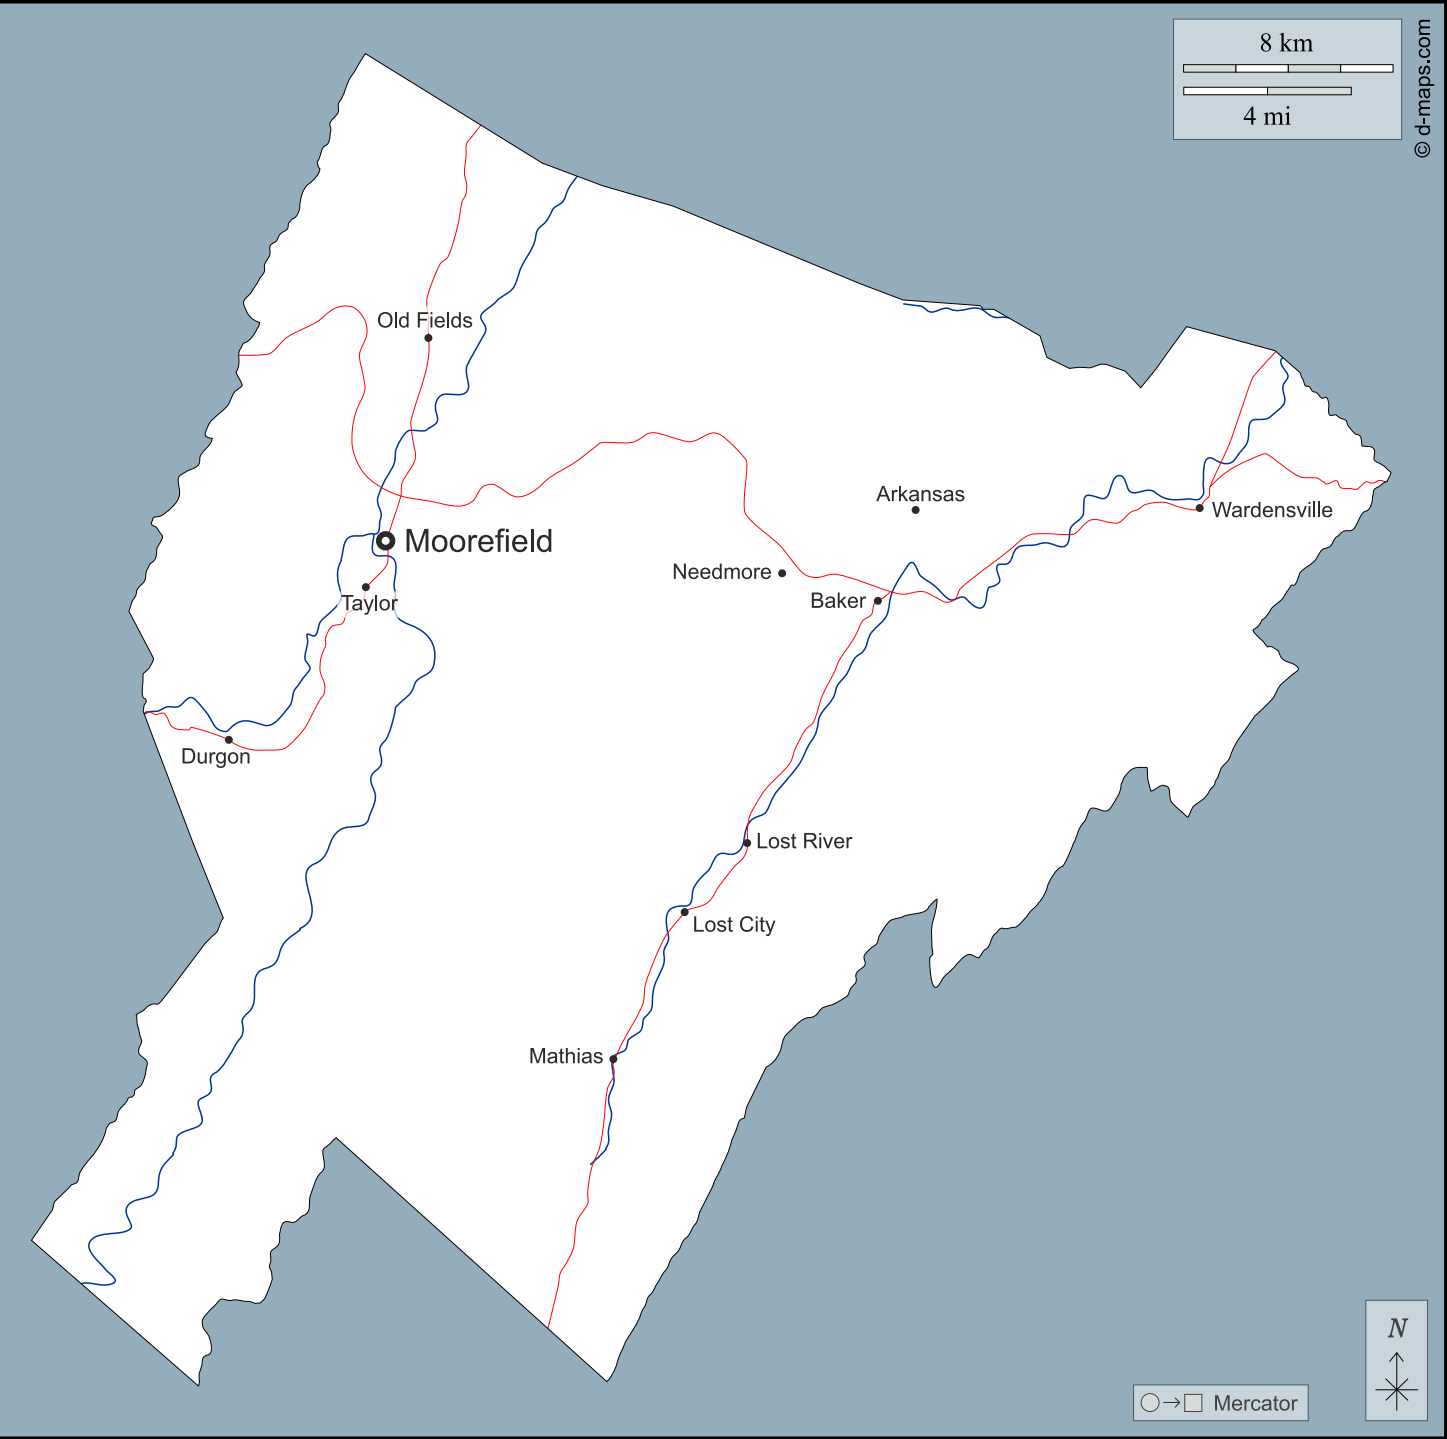 8 km
4 mi
© d-maps.com
Old Fields
Arkansas
Wardensville
Moorefield
Needmore
Baker
Taylor
Durgon
Lost River
Lost City
Mathias
N
Mercator